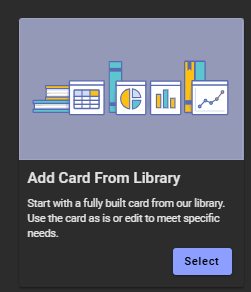 Add Card From Library
Start with a fully built card from our library.
Use the card as is or edit to meet specific
needs.
Select